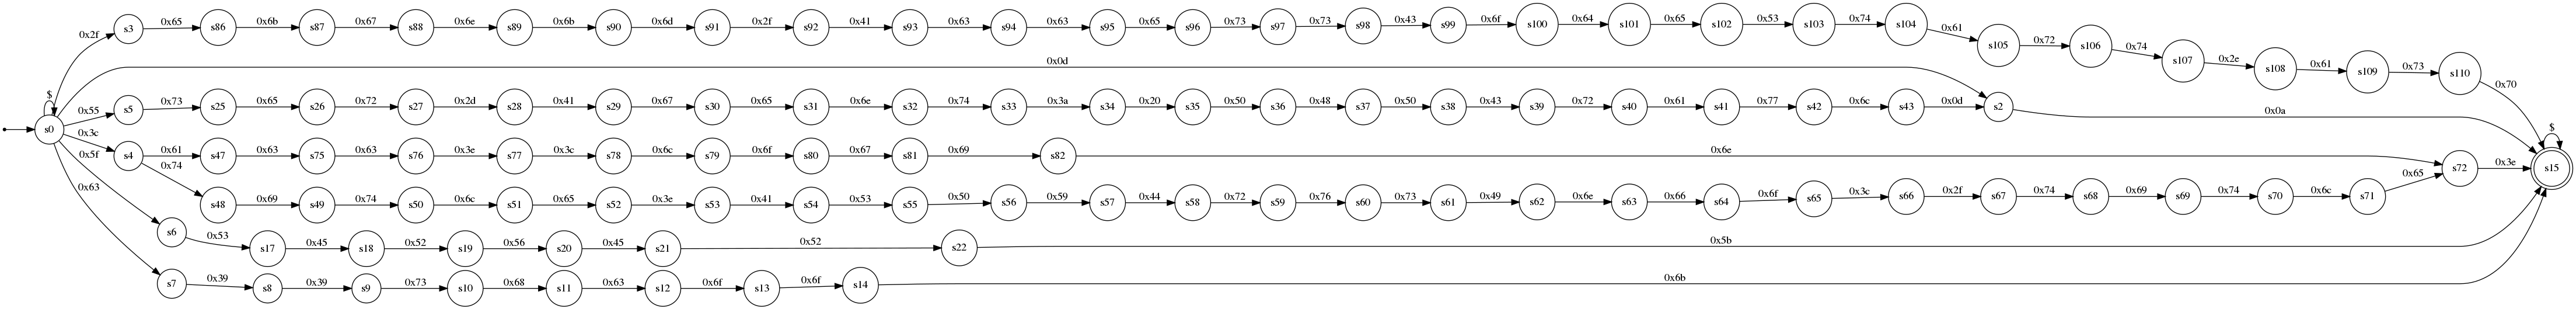 0x2f s3 0x65 s86 0x6b s87 0x67 s88 0x6e s89 0x6b s90 0x6d s91 0x2f s92 0x41 s93 0x63 s94 0x63 s95 0x65 s96 0x73 s97 0x73 s98 0x43 s99 0x6f s100 0x64 s101 0x65 s102 0x53 s103 0x74 s104 0x61 s105 0x72 s106 0x74 s107 0x2e s108 0x61 s109 0x73 s110 0x70
0x0d
$ s0 0x55 s5 0x73 s25 0x65 s26 0x72 s27 0x2d s28 0x41 s29 0x67 s30 0x65 s31 0x6e s32 0x74 s33 0x3a s34 0x20 s35 0x50 s36 0x48 s37 0x50 s38 0x43 s39 0x72 s40 0x61 s41 0x77 s42 0x6c s43 0x0d s2 0x0a
0x3c s4 0x61 s47 0x63 s75 0x63 s76 0x3e s77 0x3c s78 0x6c s79 0x6f s80 0x67 s81 0x69 s82 0x6e s72 0x3e s15 $
0x74 s48 0x69 s49 0x74 s50 0x6c s51 0x65 s52 0x3e s53 0x41 s54 0x53 s55 0x50 s56 0x59 s57 0x44 s58 0x72 s59 0x76 s60 0x73 s61 0x49 s62 0x6e s63 0x66 s64 0x6f s65 0x3c s66 0x2f s67 0x74 s68 0x69 s69 0x74 s70 0x6c s71 0x65
0x5f s6 0x53 s17 0x45 s18 0x52 s19 0x56 s20 0x45 s21 0x52 s22 0x5b
0x63 s7 0x39 s8 0x39 s9 0x73 s10 0x68 s11 0x63 s12 0x6f s13 0x6f s14 0x6b